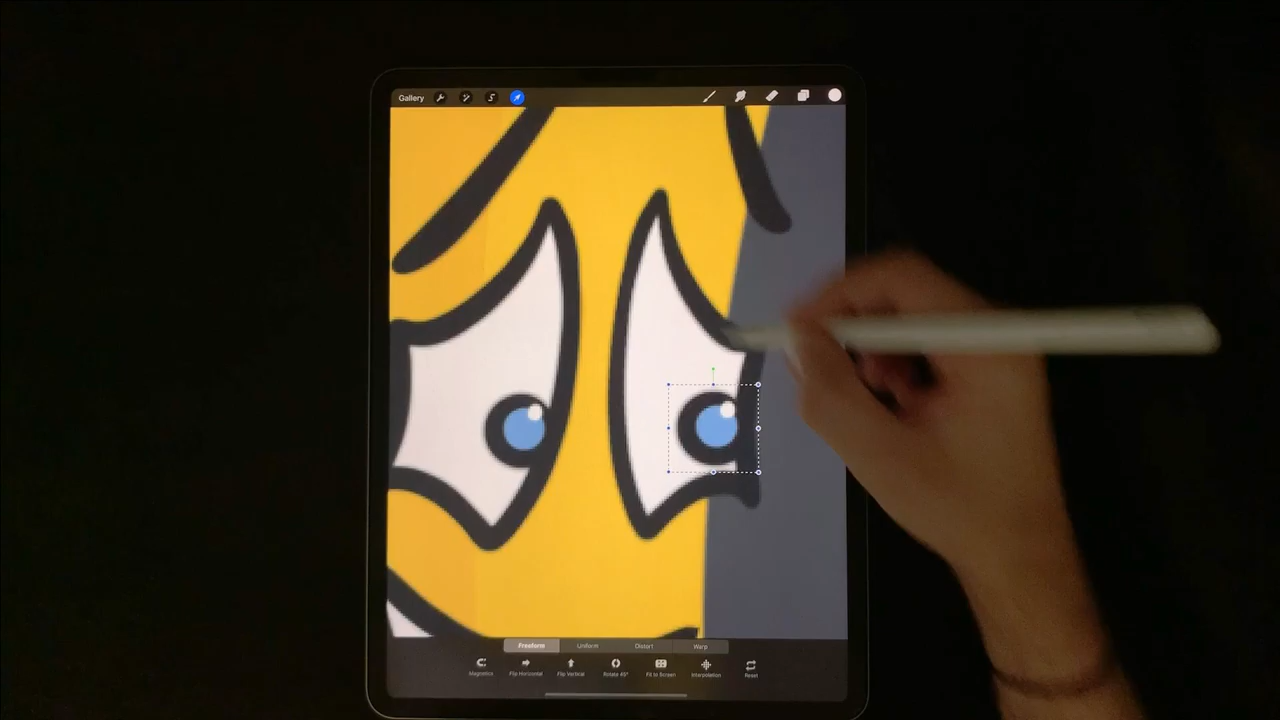 Gallery
Freeform Uniform Distort Warp
Magnetics Flip Horizontal Flip Vertical Rotate 45° Fit to Screen Interpolation Reset